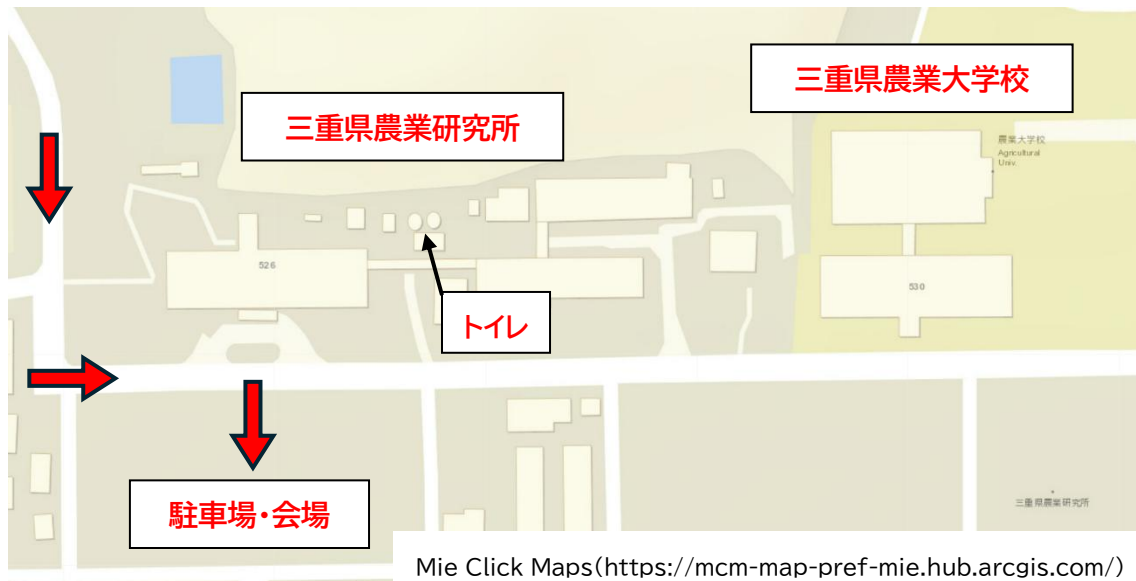 三重県農業大学校
三重県農業研究所
農業大学校
Agricultural
Univ.
526
530
トイレ
駐車場・会場
三重県農業研究所
Mie Click Maps(https://mcm-map-pref-mie.hub.arcgis.com/)